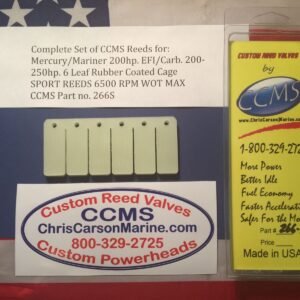 Complete Set of CCMS Reeds for:
Mercury/Mariner 200hp. EFI/Carb. 200-
250hp. 6 Leaf Rubber Coated Cage
SPORT REEDS 6500 RPM WOT MAX
CCMS Part no. 266S
Custom Reed Valves
CCMS
ChrisCarsonMarine.com
800-329-2725
Custom Powerheads
CUSTOM REED VALVES
by
CCMS
www.ChrisCarsonMarine.com
1-800-329-272
More Power
Better Idle
Fuel Economy
Faster Accelerati
Safer For the Mo
Part # 266-
Price
Made in USA